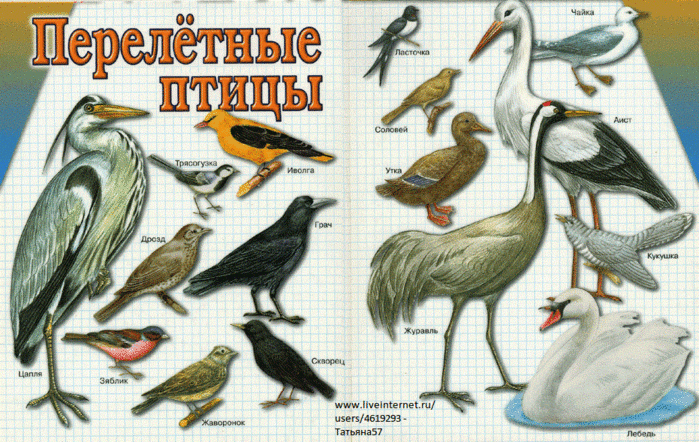 Перелётные
птицы
Трясогузка
Иволга
Дрозд
Грач
Цапля
Зяблик
Жаворонок
Скворец
Ласточка
Чайка
Соловей
Аист
Утка
Кукушка
Журавль
Лебедь
www.liveinternet.ru/
users/4619293 -
Татьяна57